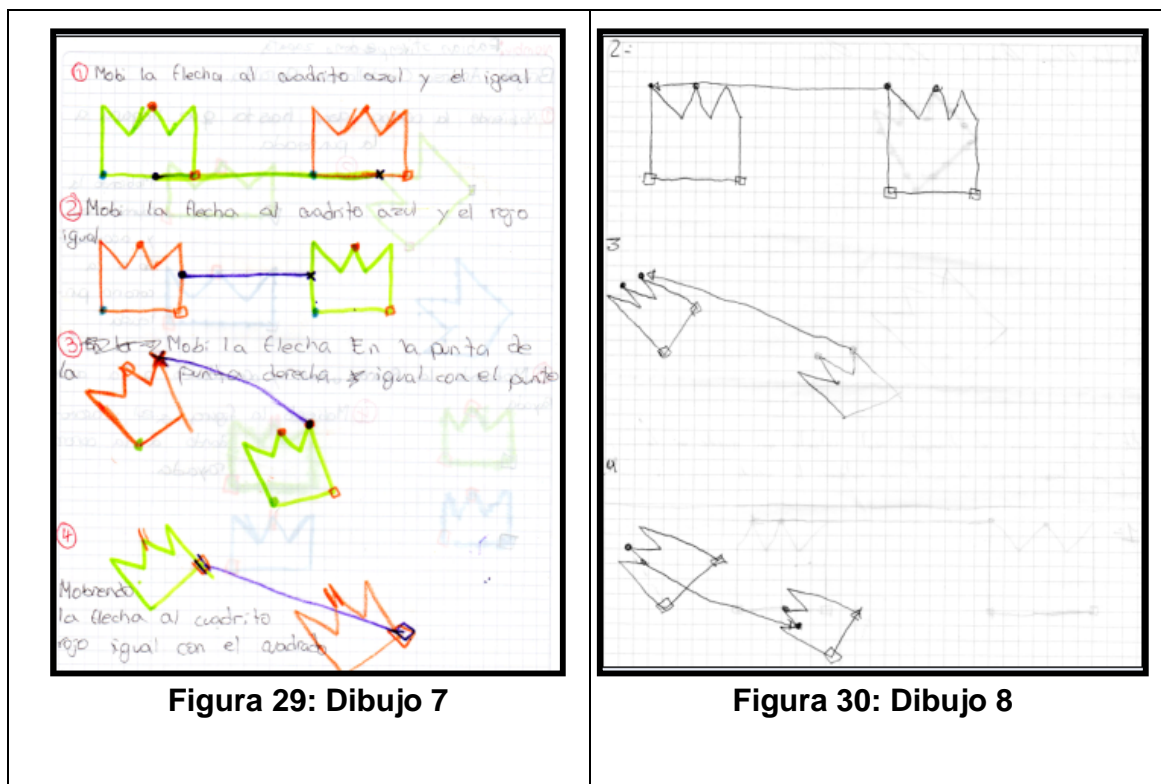 ① Mobi la flecha al cuadrito azul y el igual
② Mobi la flecha al cuadrito azul y el rojo
igual
③ Mobi la flecha En la punta de
la punta derecha igual con el punto
④
Mobiendo
la flecha al cuadrito
rojo igual con el cuadrado
Figura 29: Dibujo 7
2:
3
4
Figura 30: Dibujo 8